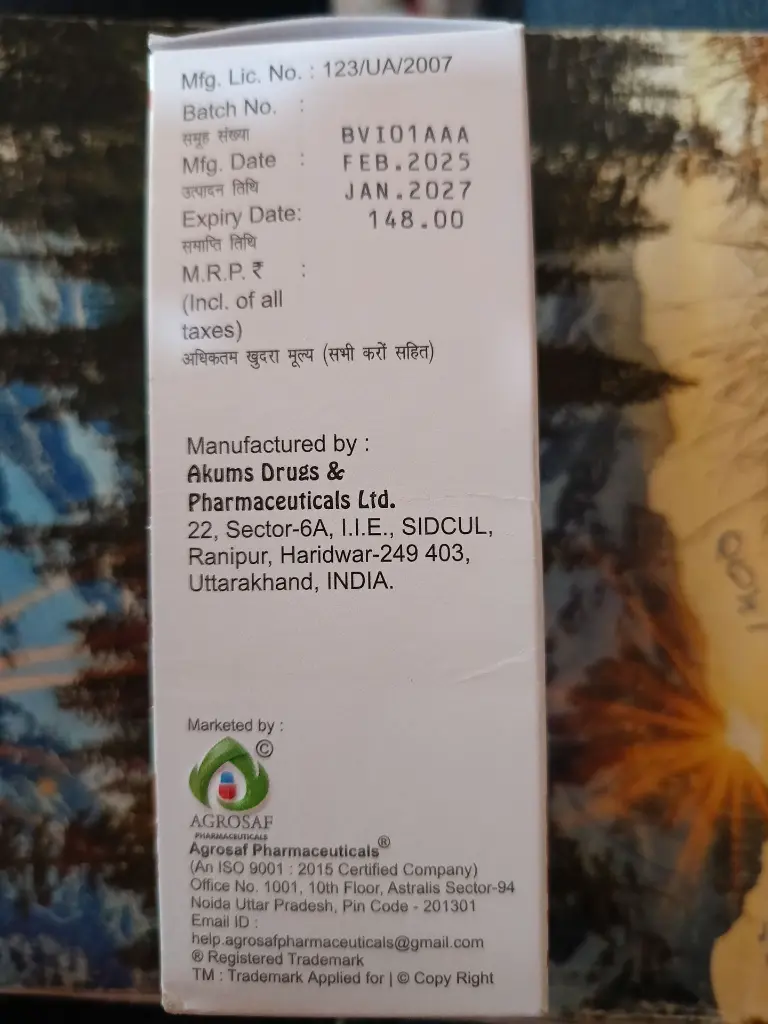 Mfg. Lic. No. : 123/UA/2007
Batch No. :
समूह संख्या BVI01AAA
Mfg. Date : FEB.2025
उत्पादन तिथि JAN.2027
Expiry Date: 148.00
समाप्ति तिथि
M.R.P. ₹ :
(Incl. of all
taxes)
अधिकतम खुदरा मूल्य (सभी करों सहित)
Manufactured by :
Akums Drugs &
Pharmaceuticals Ltd.
22, Sector-6A, I.I.E., SIDCUL,
Ranipur, Haridwar-249 403,
Uttarakhand, INDIA.
Marketed by :
©
AGROSAF
PHARMACEUTICALS
Agrosaf Pharmaceuticals®
(An ISO 9001 : 2015 Certified Company)
Office No. 1001, 10th Floor, Astralis Sector-94
Noida Uttar Pradesh, Pin Code - 201301
Email ID :
help.agrosafpharmaceuticals@gmail.com
® Registered Trademark
TM : Trademark Applied for | © Copy Right